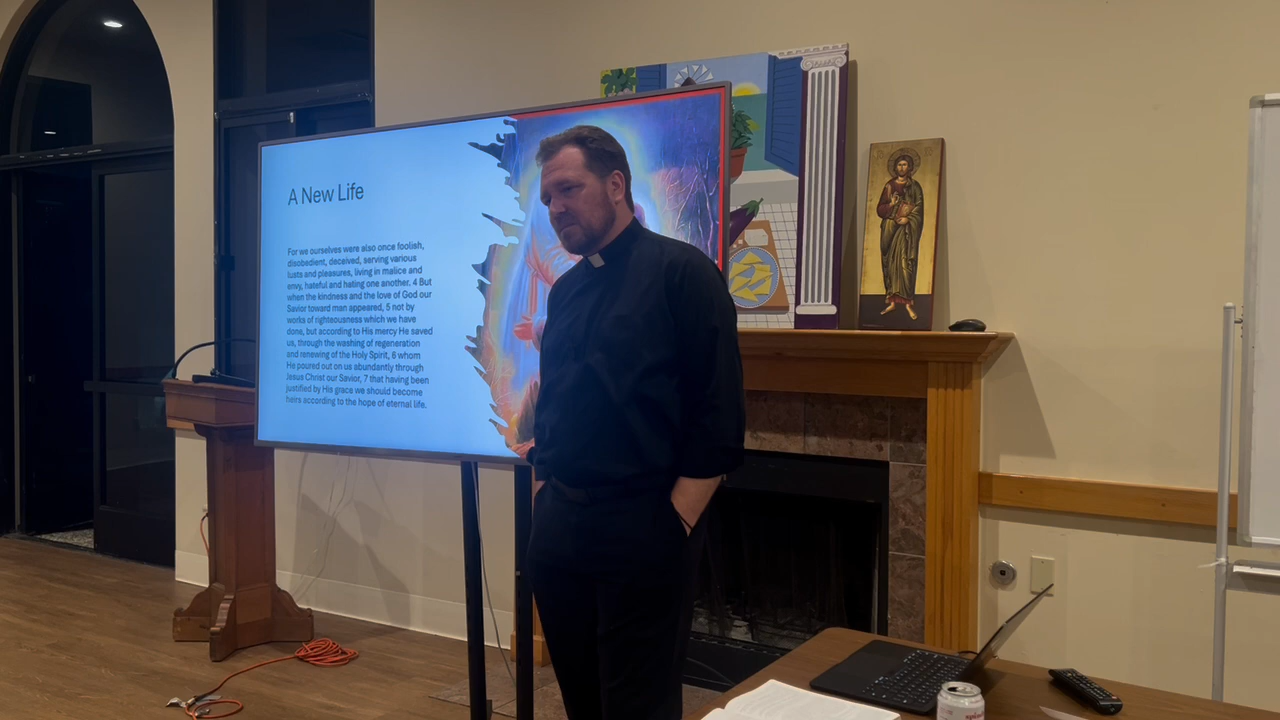 A New Life
For we ourselves were also once foolish,
disobedient, deceived, serving various
lusts and pleasures, living in malice and
envy, hateful and hating one another. 4 But
when the kindness and the love of God our
Savior toward man appeared, 5 not by
works of righteousness which we have
done, but according to His mercy He saved
us, through the washing of regeneration
and renewing of the Holy Spirit, 6 whom
He poured out on us abundantly through
Jesus Christ our Savior, 7 that having been
justified by His grace we should become
heirs according to the hope of eternal life.